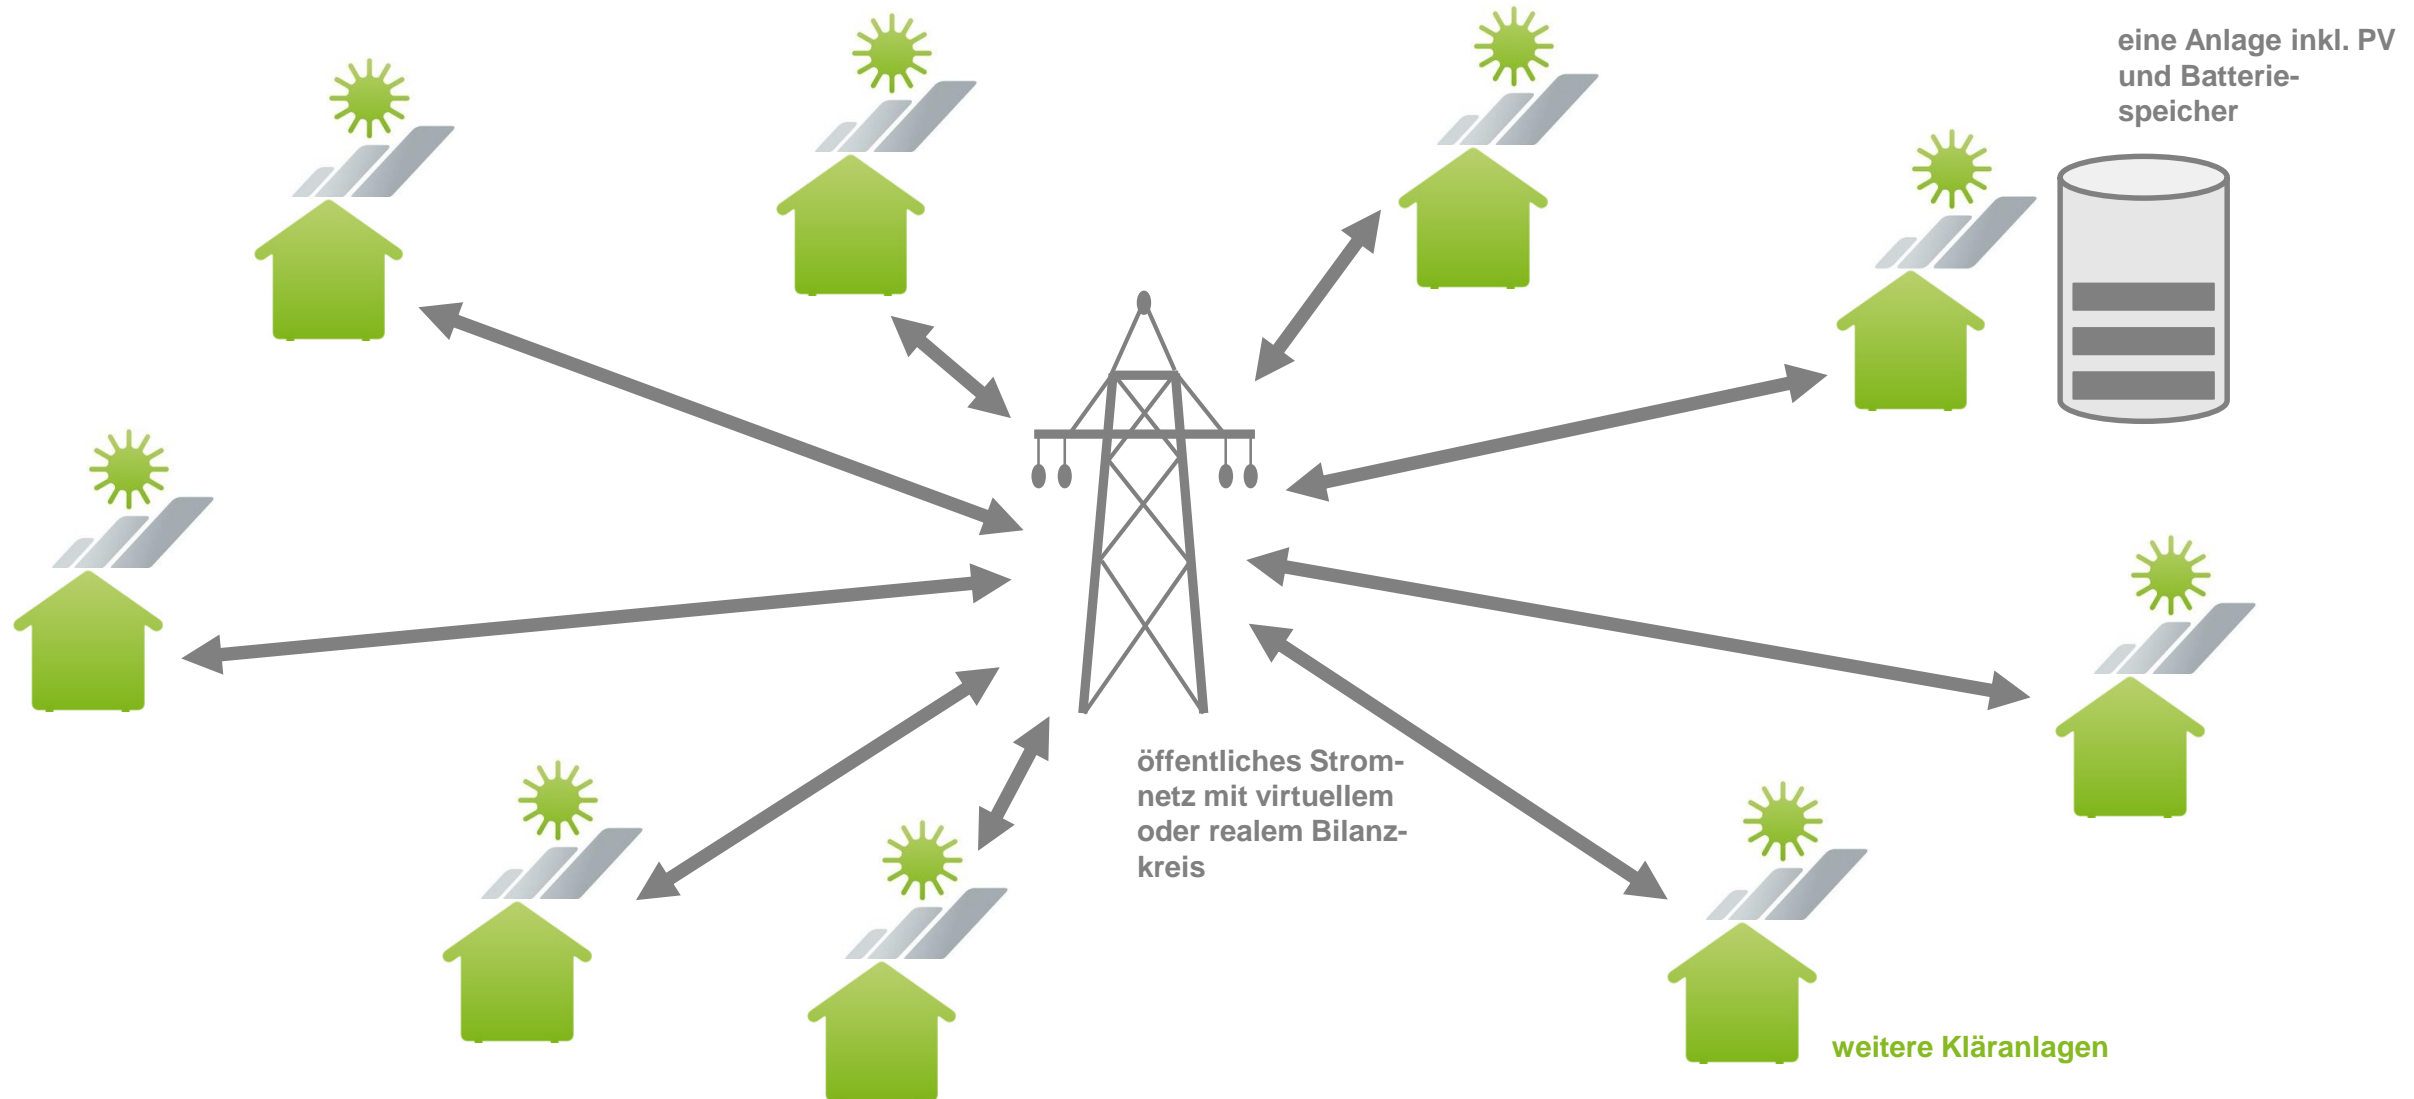 eine Anlage inkl. PV
und Batterie-
speicher
öffentliches Strom-
netz mit virtuellem
oder realem Bilanz-
kreis
weitere Kläranlagen